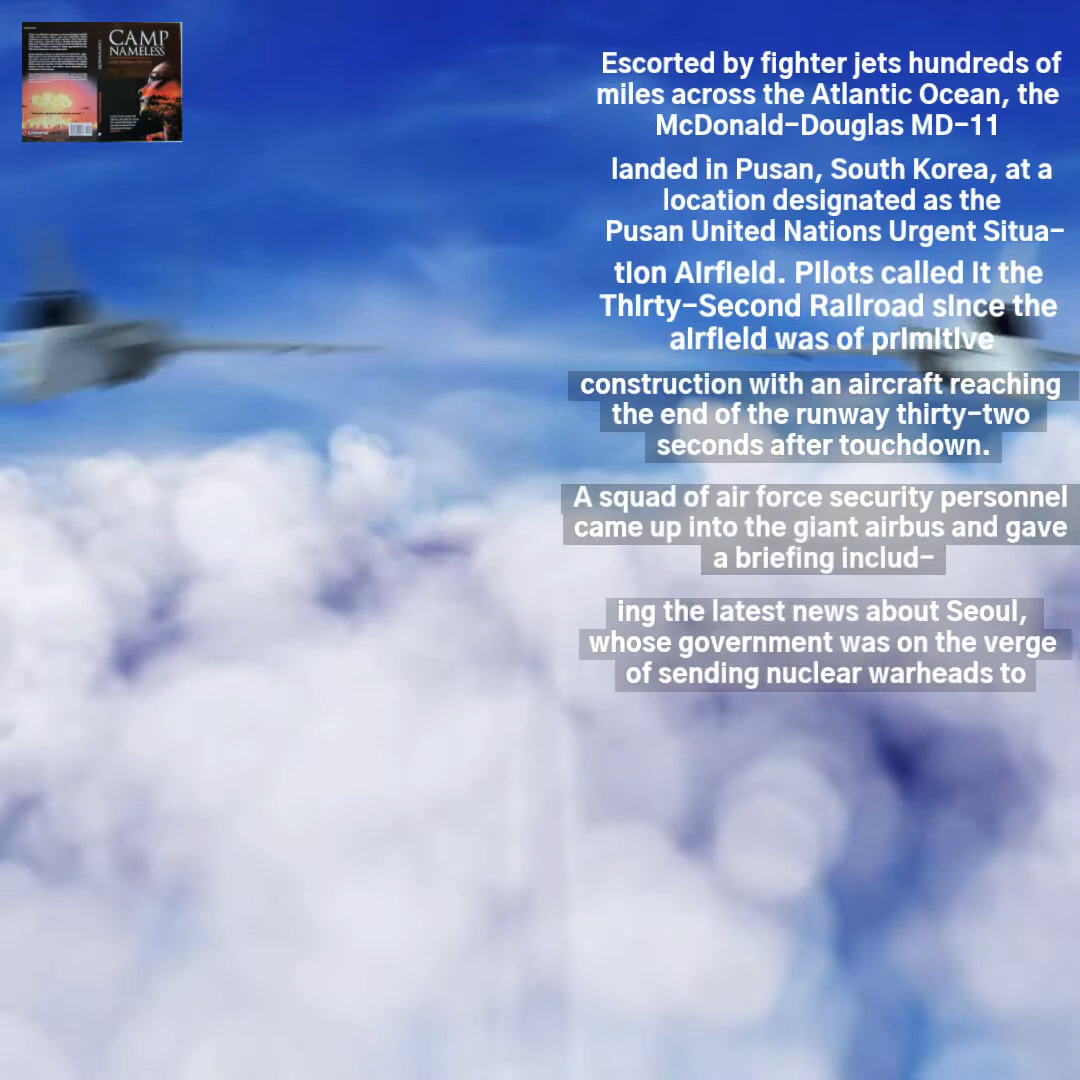 CAMP
NAMELESS
Escorted by fighter jets hundreds of
miles across the Atlantic Ocean, the
McDonald-Douglas MD-11
landed in Pusan, South Korea, at a
location designated as the
Pusan United Nations Urgent Situa-
tIon AIrfIeld. PIlots called It the
ThIrty-Second RaIlroad sInce the
aIrfIeld was of prImItIve
construction with an aircraft reaching
the end of the runway thirty-two
seconds after touchdown.
A squad of air force security personnel
came up into the giant airbus and gave
a briefing includ-
ing the latest news about Seoul,
whose government was on the verge
of sending nuclear warheads to